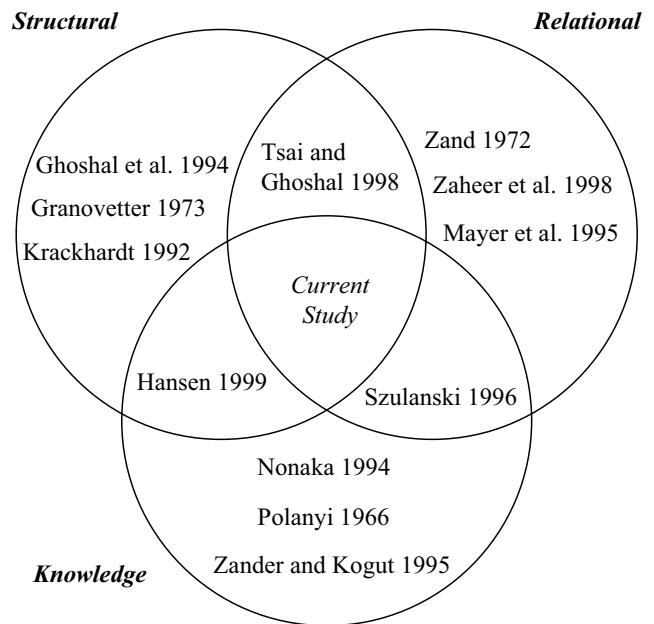 Structural
Relational
Ghoshal et al. 1994
Granovetter 1973
Krackhardt 1992
Tsai and
Ghoshal 1998
Zand 1972
Zaheer et al. 1998
Mayer et al. 1995
Current
Study
Hansen 1999
Szulanski 1996
Nonaka 1994
Polanyi 1966
Zander and Kogut 1995
Knowledge